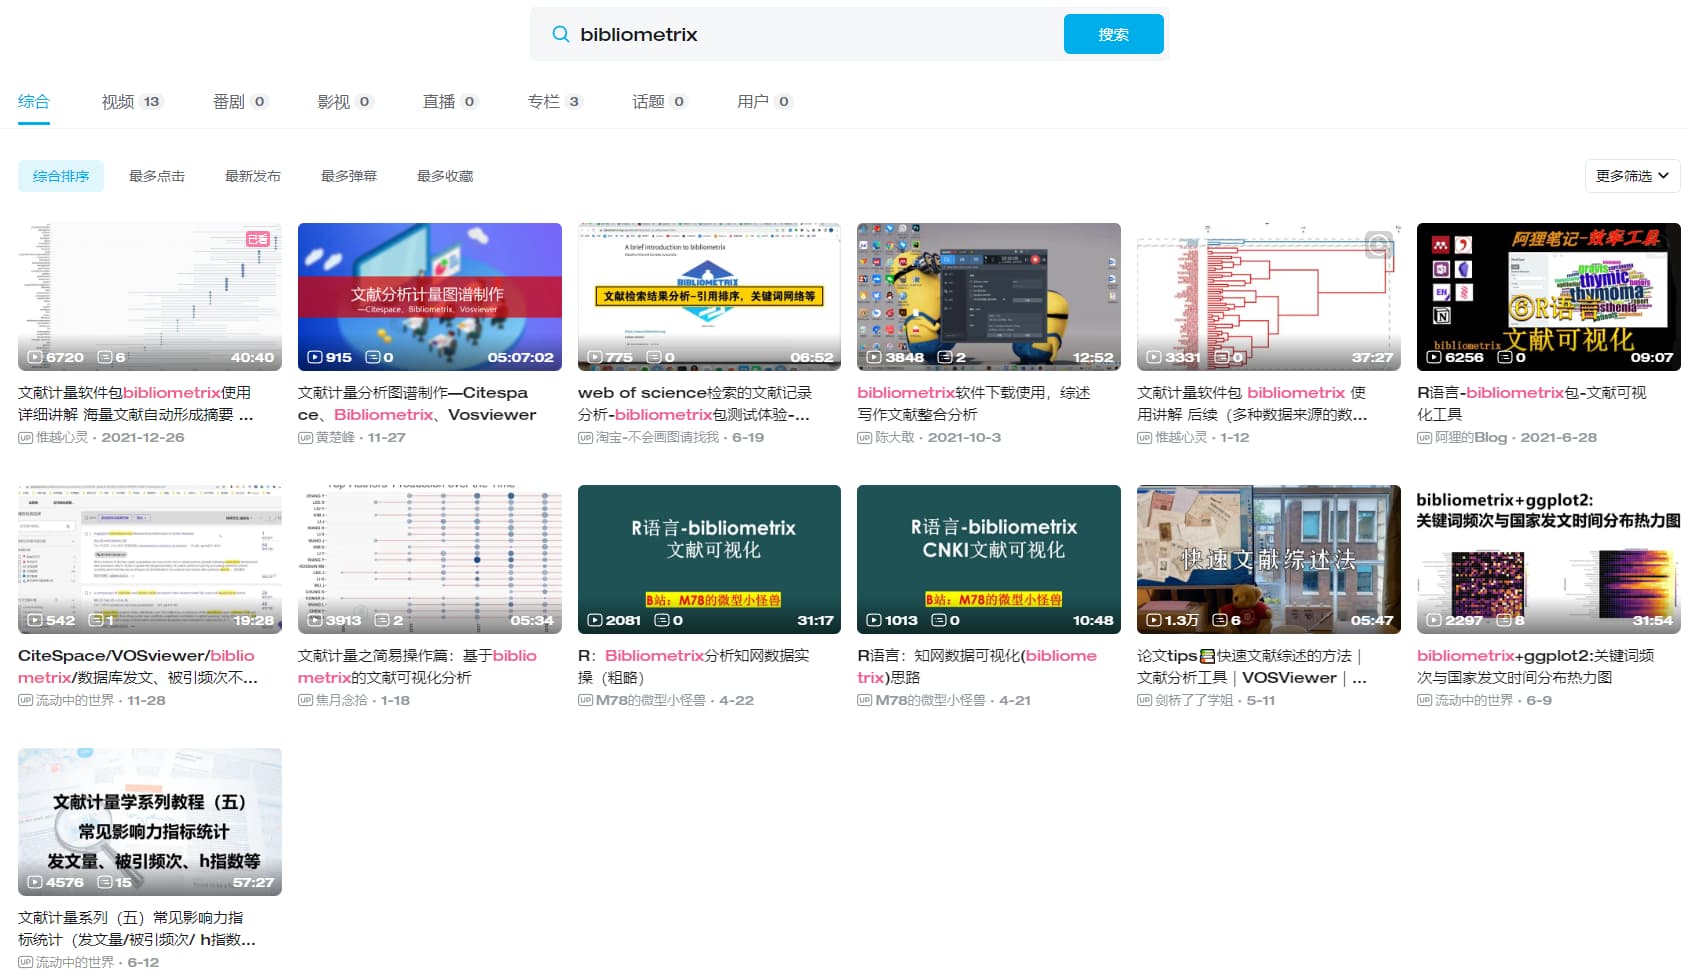 bibliometrix
搜索
综合
视频 13
番剧 0
影视 0
直播 0
专栏 3
话题 0
用户 0
综合排序
最多点击
最新发布
最多弹幕
最多收藏
更多筛选
已看
6720 6 40:40
文献计量软件包bibliometrix使用
详细讲解 海量文献自动形成摘要 ...
惟越心灵 · 2021-12-26
文献分析计量图谱制作
—Citespace、Bibliometrix、Vosviewer
915 0 05:07:02
文献计量分析图谱制作—Citespa
ce、Bibliometrix、Vosviewer
黄楚峰 · 11-27
A brief introduction to bibliometrix
BIBLIOMETRIX
文献检索结果分析-引用排序，关键词网络等
775 0 06:52
web of science检索的文献记录
分析-bibliometrix包测试体验-...
淘宝-不会画图请找我 · 6-19
3848 2 12:52
bibliometrix软件下载使用，综述
写作文献整合分析
陈大敢 · 2021-10-3
3331 0 37:27
文献计量软件包 bibliometrix 使
用讲解 后续（多种数据来源的数...
惟越心灵 · 1-12
阿狸笔记-效率工具
thymic
thymoma
⑧R语言
bibliometrix 文献可视化
6256 0 09:07
R语言-bibliometrix包-文献可视
化工具
阿狸的Blog · 2021-6-28
542 1 19:28
CiteSpace/VOSviewer/biblio
metrix/数据库发文、被引频次不...
流动中的世界 · 11-28
Top Authors' Production over the Time
3913 2 05:34
文献计量之简易操作篇：基于biblio
metrix的文献可视化分析
焦月念拾 · 1-18
R语言-bibliometrix
文献可视化
B站：M78的微型小怪兽
2081 0 31:17
R：Bibliometrix分析知网数据实
操（粗略）
M78的微型小怪兽 · 4-22
R语言-bibliometrix
CNKI文献可视化
B站：M78的微型小怪兽
1013 0 10:48
R语言：知网数据可视化(bibliome
trix)思路
M78的微型小怪兽 · 4-21
快速文献综述法
1.3万 6 05:47
论文tips📚快速文献综述的方法｜
文献分析工具｜VOSViewer｜...
剑桥了了学姐 · 5-11
bibliometrix+ggplot2:
关键词频次与国家发文时间分布热力图
2297 8 31:54
bibliometrix+ggplot2:关键词频
次与国家发文时间分布热力图
流动中的世界 · 6-9
文献计量学系列教程（五）
常见影响力指标统计
发文量、被引频次、h指数等
4576 15 57:27
文献计量系列（五）常见影响力指
标统计（发文量/被引频次/ h指数...
流动中的世界 · 6-12